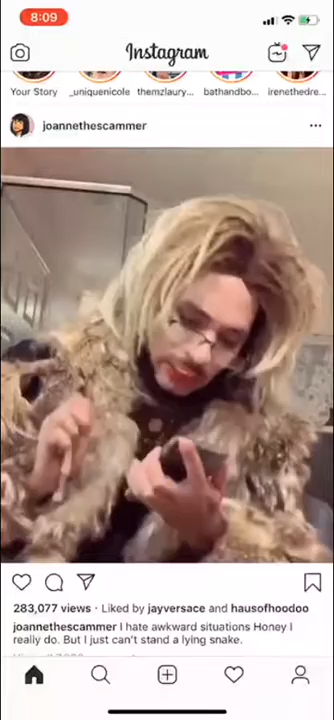 8:09
Instagram
Your Story _uniquenicole themzlaury... bathandbo... irenethedre...
joannethescammer
283,077 views · Liked by jayversace and hausofhoodoo
joannethescammer I hate awkward situations Honey I
really do. But I just can't stand a lying snake.